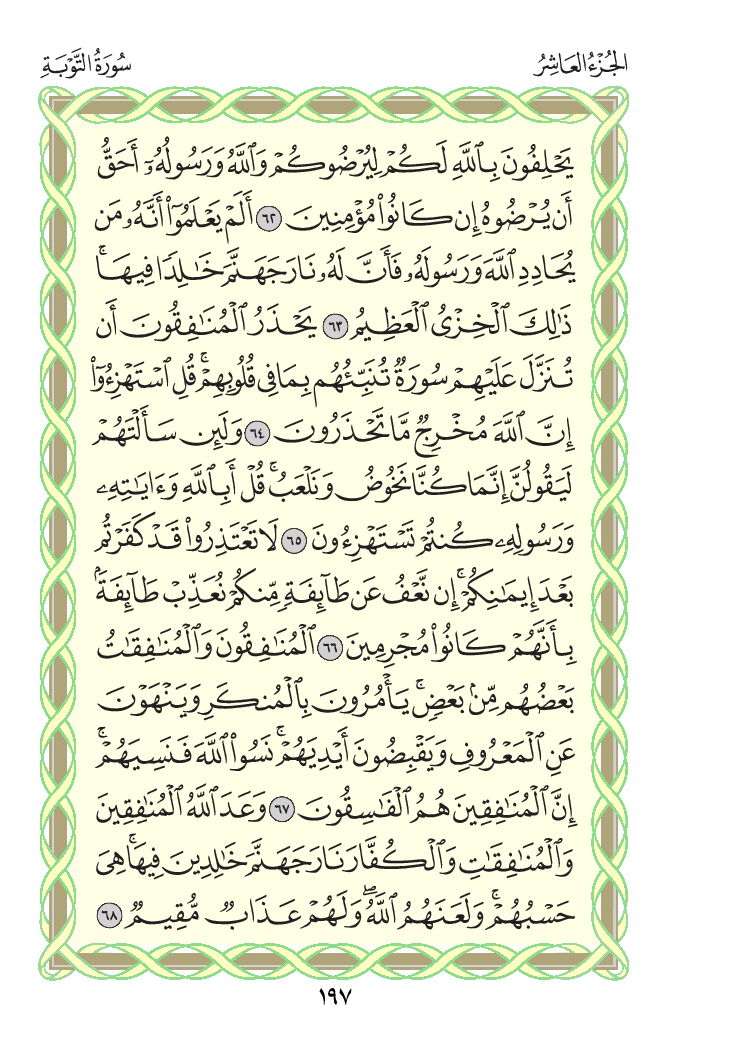 الجُزْءُ العَاشِرُ
سُورَةُ التَّوْبَةِ
يَحْلِفُونَ بِٱللَّهِ لَكُمْ لِيُرْضُوكُمْ وَٱللَّهُ وَرَسُولُهُۥٓ أَحَقُّ
أَن يُرْضُوهُ إِن كَانُوا۟ مُؤْمِنِينَ ٦٢ أَلَمْ يَعْلَمُوٓا۟ أَنَّهُۥ مَن
يُحَادِدِ ٱللَّهَ وَرَسُولَهُۥ فَأَنَّ لَهُۥ نَارَ جَهَنَّمَ خَـٰلِدًا فِيهَاۚ
ذَٰلِكَ ٱلْخِزْىُ ٱلْعَظِيمُ ٦٣ يَحْذَرُ ٱلْمُنَـٰفِقُونَ أَن
تُنَزَّلَ عَلَيْهِمْ سُورَةٌ تُنَبِّئُهُم بِمَا فِى قُلُوبِهِمْۚ قُلِ ٱسْتَهْزِءُوٓا۟
إِنَّ ٱللَّهَ مُخْرِجٌ مَّا تَحْذَرُونَ ٦٤ وَلَئِن سَأَلْتَهُمْ
لَيَقُولُنَّ إِنَّمَا كُنَّا نَخُوضُ وَنَلْعَبُۚ قُلْ أَبِٱللَّهِ وَءَايَـٰتِهِۦ
وَرَسُولِهِۦ كُنتُمْ تَسْتَهْزِءُونَ ٦٥ لَا تَعْتَذِرُوا۟ قَدْ كَفَرْتُم
بَعْدَ إِيمَـٰنِكُمْۚ إِن نَّعْفُ عَن طَآئِفَةٍ مِّنكُمْ نُعَذِّبْ طَآئِفَةَۢ
بِأَنَّهُمْ كَانُوا۟ مُجْرِمِينَ ٦٦ ٱلْمُنَـٰفِقُونَ وَٱلْمُنَـٰفِقَـٰتُ
بَعْضُهُم مِّنۢ بَعْضٍۚ يَأْمُرُونَ بِٱلْمُنكَرِ وَيَنْهَوْنَ
عَنِ ٱلْمَعْرُوفِ وَيَقْبِضُونَ أَيْدِيَهُمْۚ نَسُوا۟ ٱللَّهَ فَنَسِيَهُمْۚ
إِنَّ ٱلْمُنَـٰفِقِينَ هُمُ ٱلْفَـٰسِقُونَ ٦٧ وَعَدَ ٱللَّهُ ٱلْمُنَـٰفِقِينَ
وَٱلْمُنَـٰفِقَـٰتِ وَٱلْكُفَّارَ نَارَ جَهَنَّمَ خَـٰلِدِينَ فِيهَاۚ هِىَ
حَسْبُهُمْۚ وَلَعَنَهُمُ ٱللَّهُۖ وَلَهُمْ عَذَابٌ مُّقِيمٌ ٦٨
١٩٧